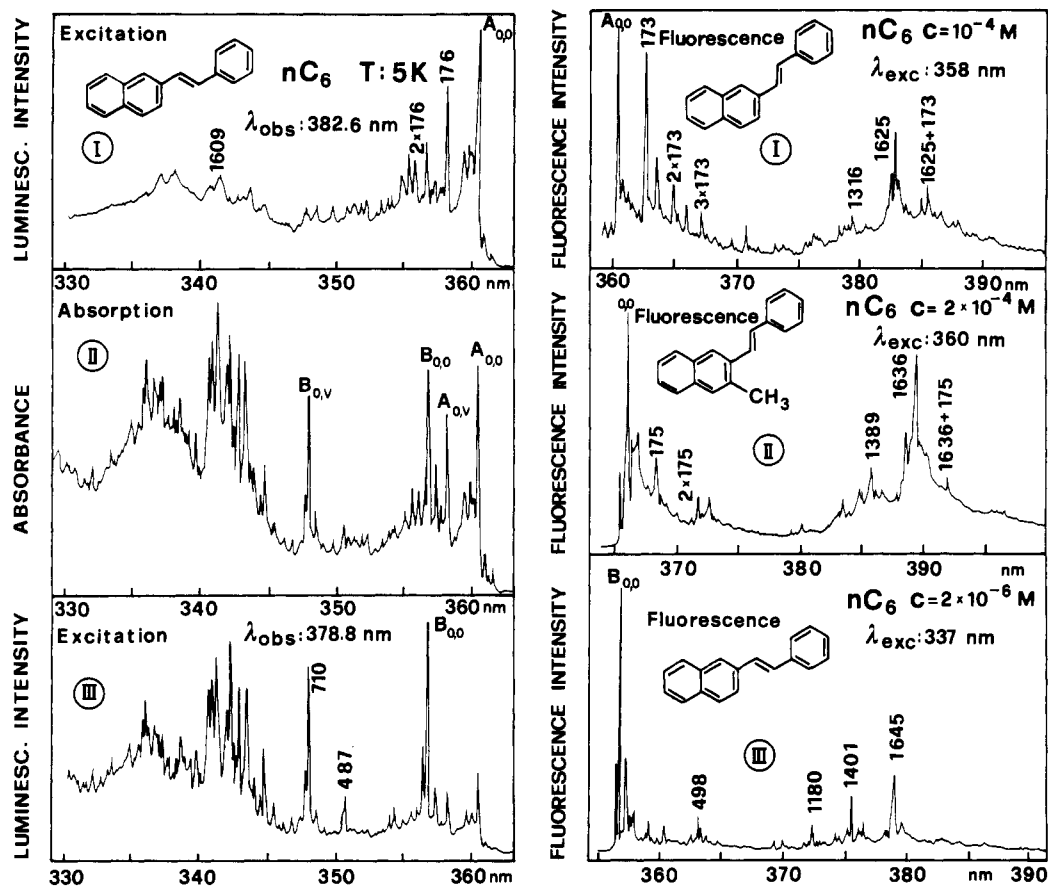 LUMINESC. INTENSITY
Excitation
A0,0
nC6 T: 5K
λobs: 382.6 nm
I
1609
2×176
176
330
340
350
360nm
ABSORBANCE
Absorption
II
B0,v
B0,0
A0,v
A0,0
330
340
350
360 nm
LUMINESC. INTENSITY
Excitation
λobs: 378.8 nm
III
710
487
B0,0
330
340
350
360 nm
FLUORESCENCE INTENSITY
A0,0
173
Fluorescence
nC6 c=10⁻⁴ M
λexc: 358 nm
I
2×173
3×173
1316
1625
1625+173
360
370
380
390 nm
FLUORESCENCE INTENSITY
0,0
Fluorescence
CH3
nC6 c = 2×10⁻⁴ M
λexc: 360 nm
II
175
2×175
1389
1636
1636+175
370
380
390
nm
FLUORESCENCE INTENSITY
B0,0
Fluorescence
nC6 c=2×10⁻⁶ M
λexc: 337 nm
III
498
1180
1401
1645
360
370
380
nm 390